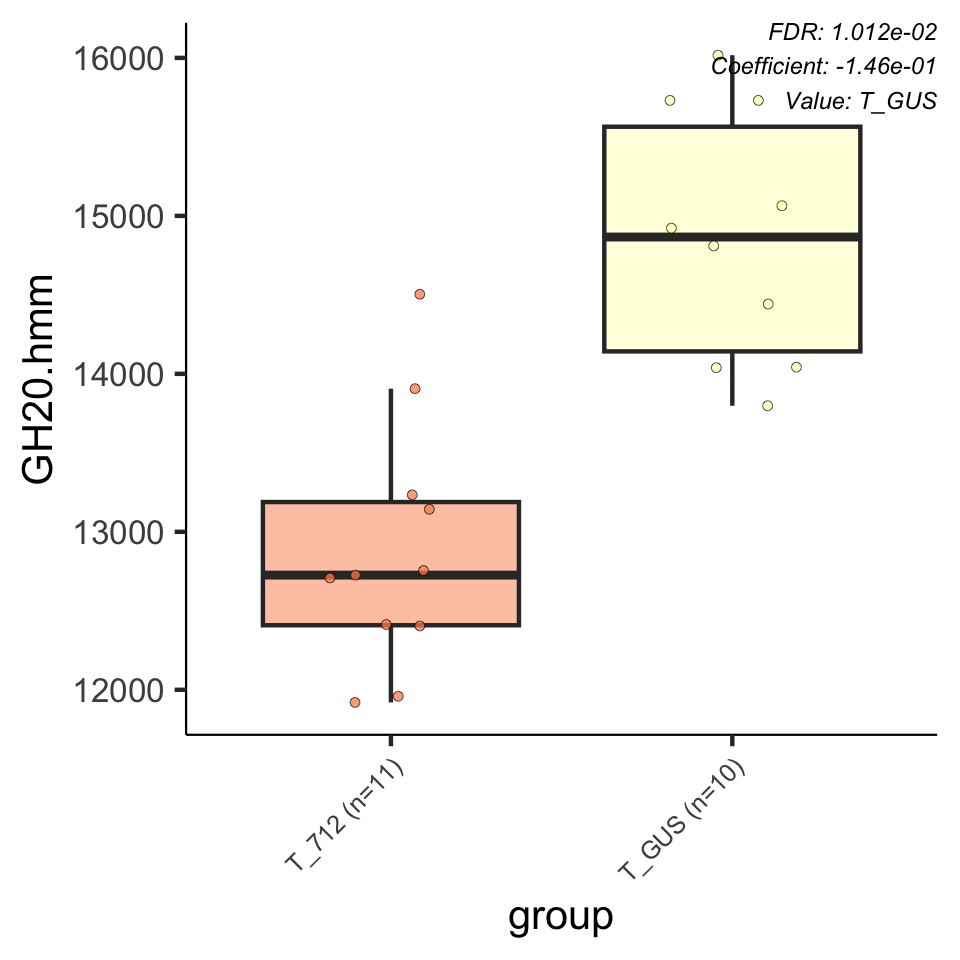 FDR: 1.012e-02
Coefficient: -1.46e-01
Value: T_GUS
16000
15000
14000
13000
12000
GH20.hmm
T_712 (n=11)
T_GUS (n=10)
group